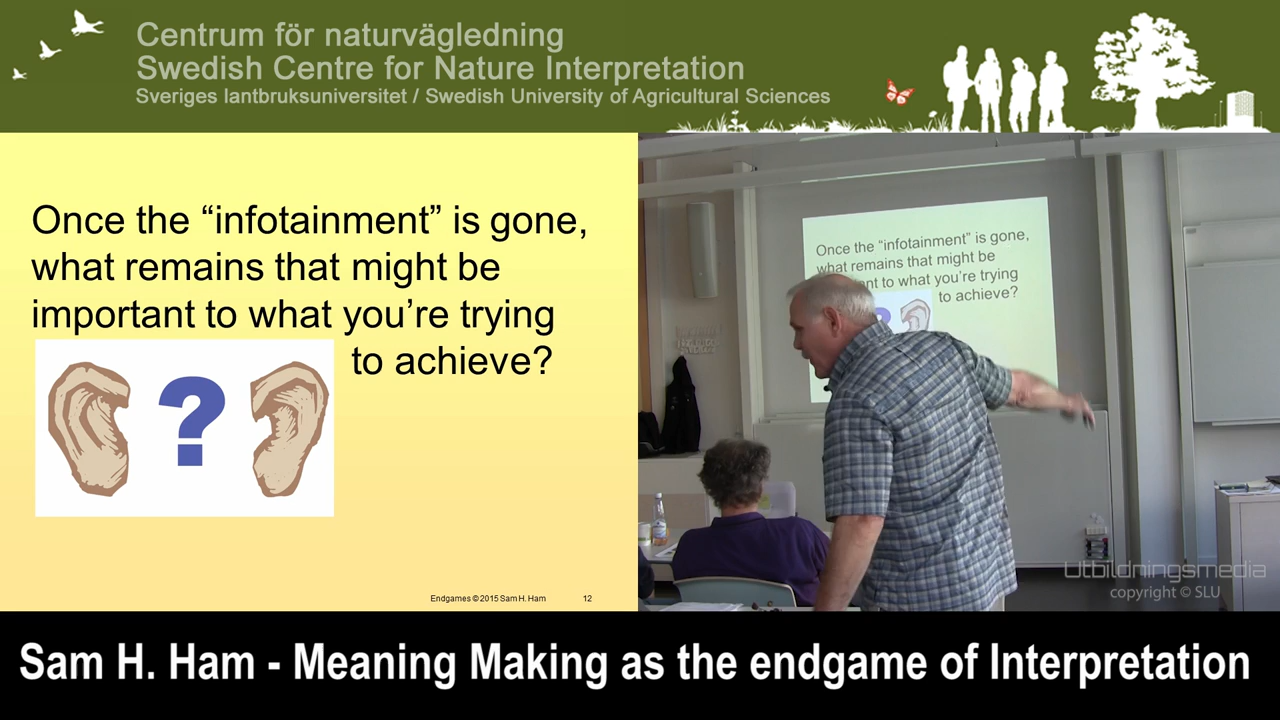 Centrum för naturvägledning
Swedish Centre for Nature Interpretation
Sveriges lantbruksuniversitet / Swedish University of Agricultural Sciences
Once the “infotainment” is gone,
what remains that might be
important to what you’re trying
to achieve?
?
Endgames © 2015 Sam H. Ham 12
Once the “infotainment” is gone,
what remains that might be
nt to what you’re trying
to achieve?
?
Utbildningsmedia
copyright © SLU
Sam H. Ham - Meaning Making as the endgame of Interpretation